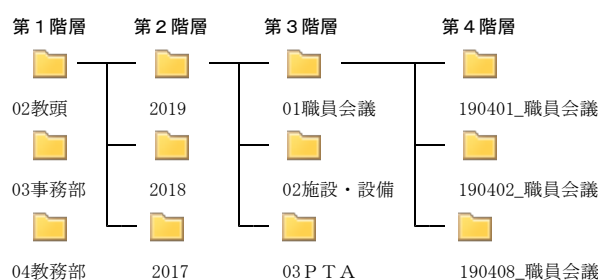 第１階層 第２階層 第３階層 第４階層
02教頭 2019 01職員会議 190401_職員会議
03事務部 2018 02施設・設備 190402_職員会議
04教務部 2017 03ＰＴＡ 190408_職員会議